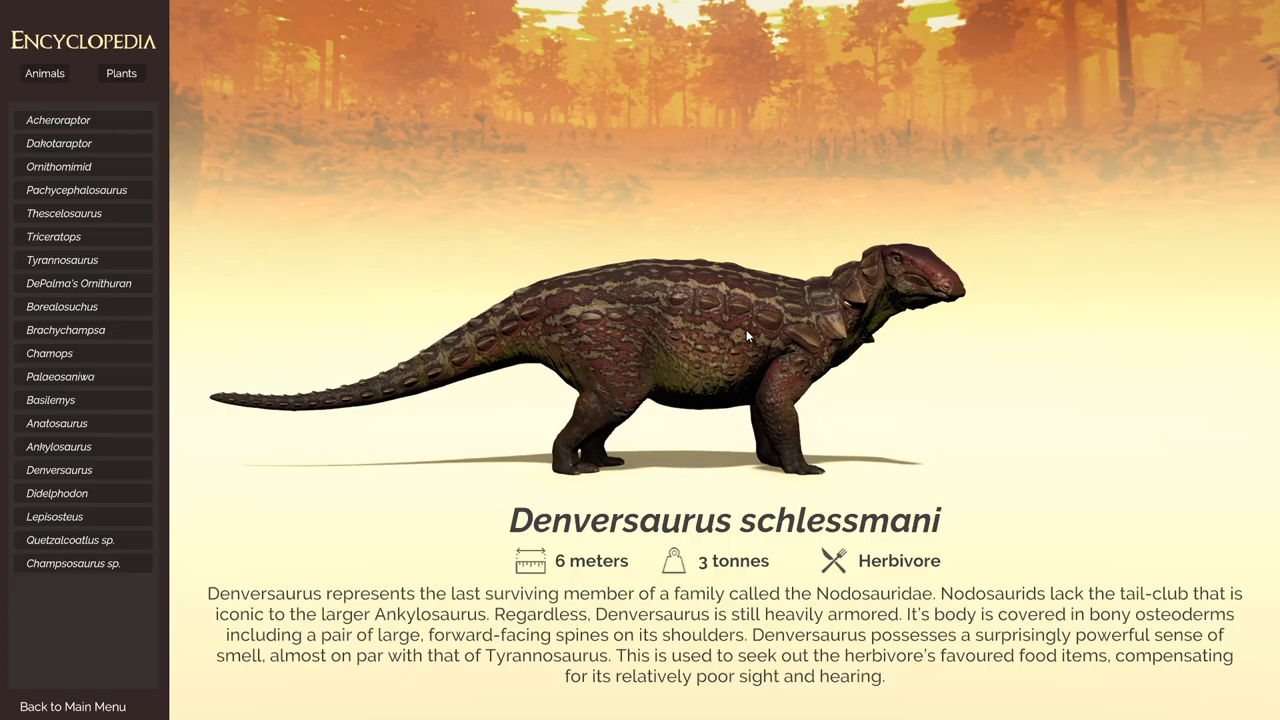 ENCYCLOPEDIA
Animals Plants
Acheroraptor
Dakotaraptor
Ornithomimid
Pachycephalosaurus
Thescelosaurus
Triceratops
Tyrannosaurus
DePalma's Ornithuran
Borealosuchus
Brachychampsa
Chamops
Palaeosaniwa
Basilemys
Anatosaurus
Ankylosaurus
Denversaurus
Didelphodon
Lepisosteus
Quetzalcoatlus sp.
Champsosaurus sp.
Back to Main Menu
Denversaurus schlessmani
6 meters 3 tonnes Herbivore
Denversaurus represents the last surviving member of a family called the Nodosauridae. Nodosaurids lack the tail-club that is
iconic to the larger Ankylosaurus. Regardless, Denversaurus is still heavily armored. It's body is covered in bony osteoderms
including a pair of large, forward-facing spines on its shoulders. Denversaurus possesses a surprisingly powerful sense of
smell, almost on par with that of Tyrannosaurus. This is used to seek out the herbivore's favoured food items, compensating
for its relatively poor sight and hearing.